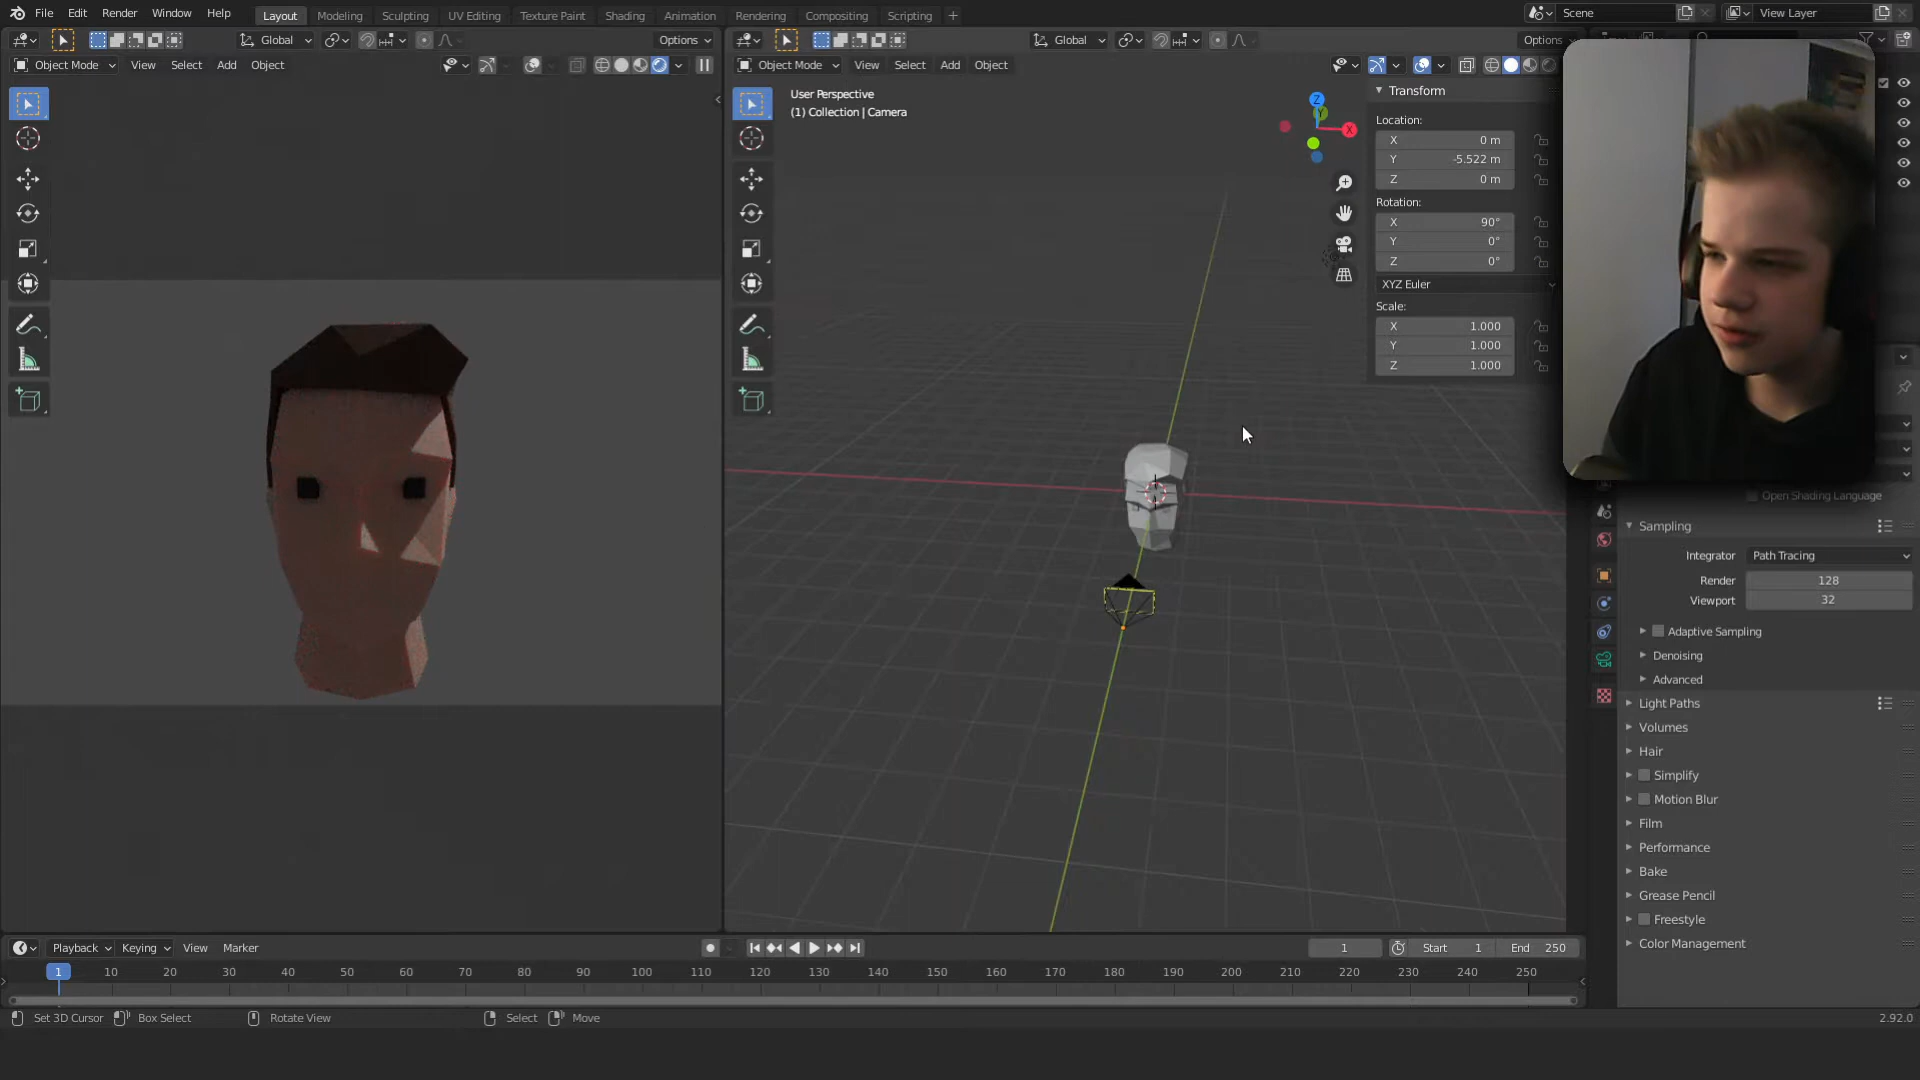 File Edit Render Window Help
Layout Modeling Sculpting UV Editing Texture Paint Shading Animation Rendering Compositing Scripting +
Scene
View Layer
Global
Options
Global
Options
Object Mode View Select Add Object
Object Mode View Select Add Object
User Perspective
(1) Collection | Camera
Z
Y
X
Transform
Location:
X 0 m
Y -5.522 m
Z 0 m
Rotation:
X 90°
Y 0°
Z 0°
XYZ Euler
Scale:
X 1.000
Y 1.000
Z 1.000
Open Shading Language
Sampling
Integrator Path Tracing
Render 128
Viewport 32
Adaptive Sampling
Denoising
Advanced
Light Paths
Volumes
Hair
Simplify
Motion Blur
Film
Performance
Bake
Grease Pencil
Freestyle
Color Management
Playback Keying View Marker
1
Start 1 End 250
1 10 20 30 40 50 60 70 80 90 100 110 120 130 140 150 160 170 180 190 200 210 220 230 240 250
Set 3D Cursor Box Select Rotate View Select Move
2.92.0